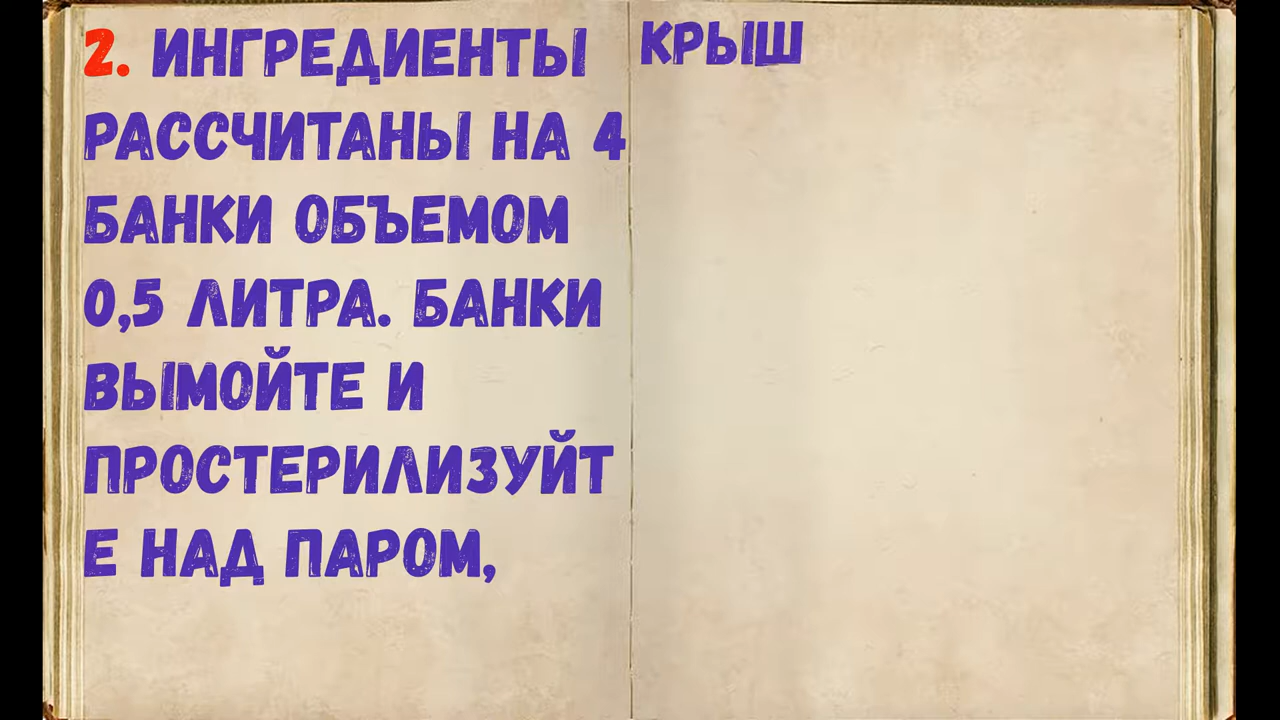 2. ИНГРЕДИЕНТЫ
РАССЧИТАНЫ НА 4
БАНКИ ОБЪЕМОМ
0,5 ЛИТРА. БАНКИ
ВЫМОЙТЕ И
ПРОСТЕРИЛИЗУЙТ
Е НАД ПАРОМ,
КРЫШ